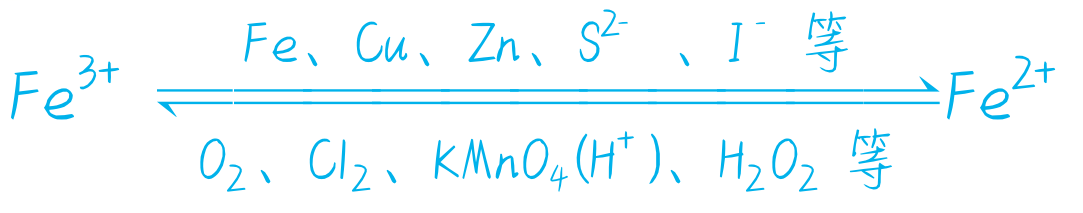 Fe、Cu、Zn、S²⁻ 、I⁻ 等
Fe³⁺ ⇌ Fe²⁺
O₂、Cl₂、KMnO₄(H⁺)、H₂O₂ 等